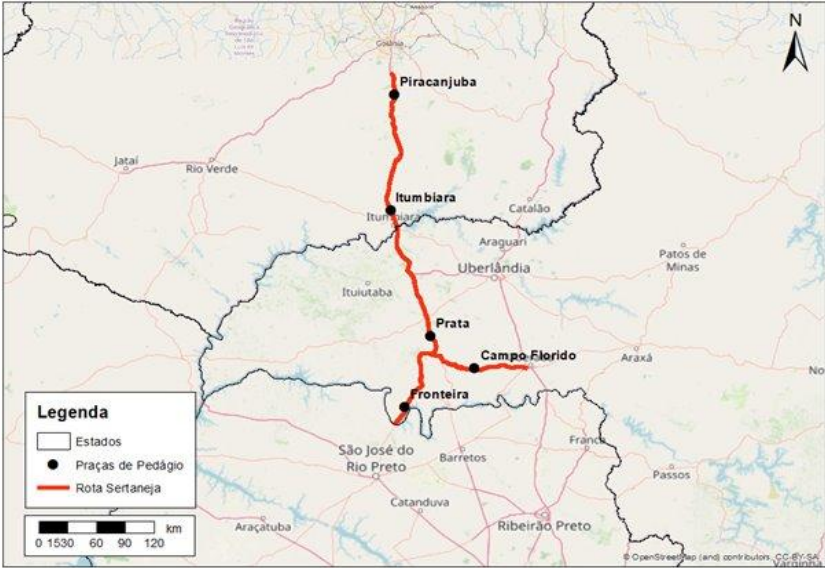 N
Goiânia
Piracanjuba
Jataí
Rio Verde
Itumbiara
Itumbiara
Catalão
Araguari
Patos de
Minas
Uberlândia
Ituiutaba
Prata
Campo Florido
Araxá
Fronteira
São José do
Rio Preto
Barretos
Franca
Passos
Catanduva
Araçatuba
Ribeirão Preto
Legenda
Estados
Praças de Pedágio
Rota Sertaneja
km
0 1530 60 90 120
© OpenStreetMap (and) contributors, CC-BY-SA
Varginha